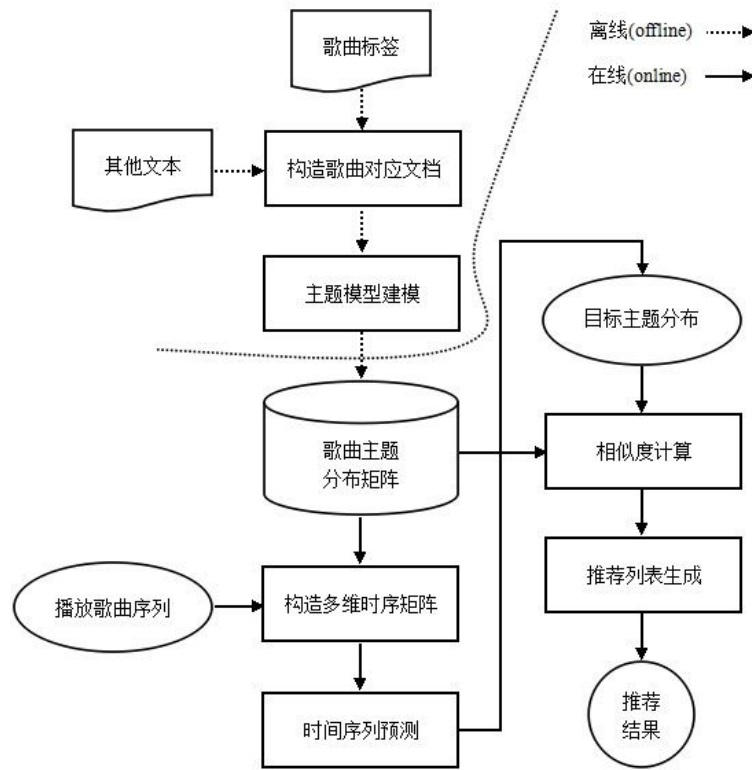 歌曲标签
离线(offline)
在线(online)
其他文本
构造歌曲对应文档
主题模型建模
目标主题分布
歌曲主题
分布矩阵
相似度计算
播放歌曲序列
构造多维时序矩阵
推荐列表生成
时间序列预测
推荐
结果